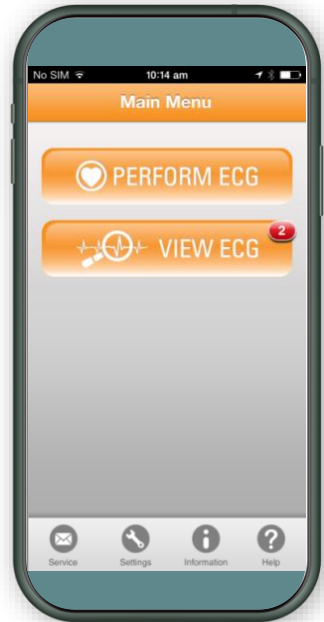 No SIM 10:14 am
Main Menu
PERFORM ECG
VIEW ECG 2
Service Settings Information Help